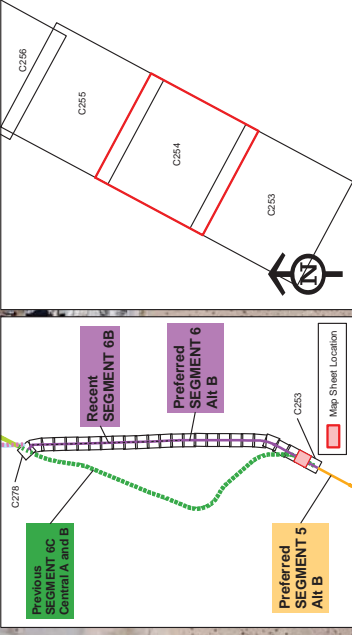 C278
Previous
SEGMENT 6C
Central A and B
Recent
SEGMENT 6B
Preferred
SEGMENT 6
Alt B
Preferred
SEGMENT 5
Alt B
C253
Map Sheet Location
C256
C255
C254
C253
N